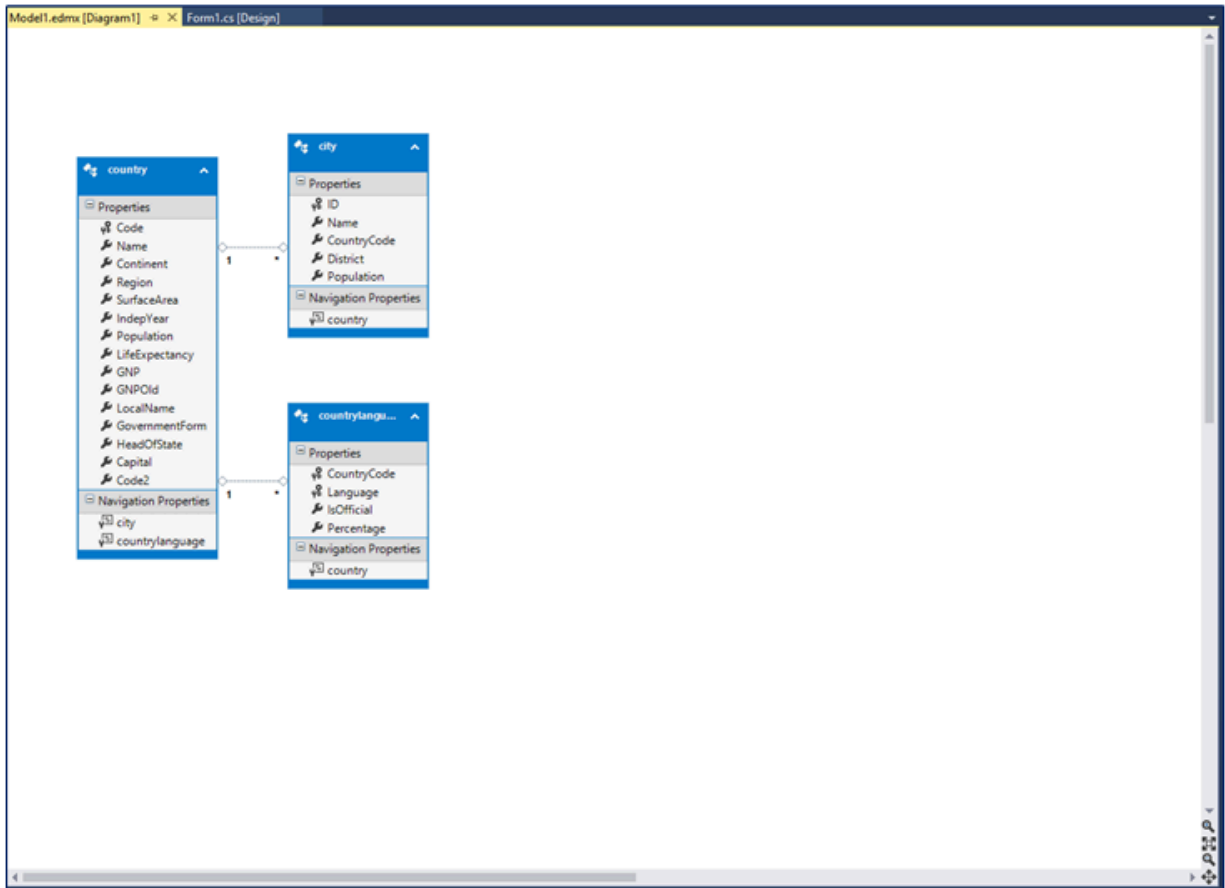 Model1.edmx [Diagram1]
Form1.cs [Design]
country
Properties
Code
Name
Continent
Region
SurfaceArea
IndepYear
Population
LifeExpectancy
GNP
GNPOld
LocalName
GovernmentForm
HeadOfState
Capital
Code2
Navigation Properties
city
countrylanguage
1 *
1 *
city
Properties
ID
Name
CountryCode
District
Population
Navigation Properties
country
countrylangu...
Properties
CountryCode
Language
IsOfficial
Percentage
Navigation Properties
country